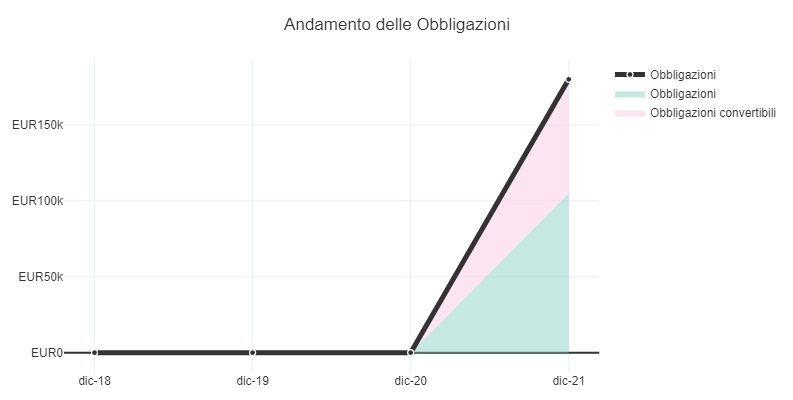 Andamento delle Obbligazioni
Obbligazioni
Obbligazioni
Obbligazioni convertibili
EUR150k
EUR100k
EUR50k
EUR0
dic-18
dic-19
dic-20
dic-21